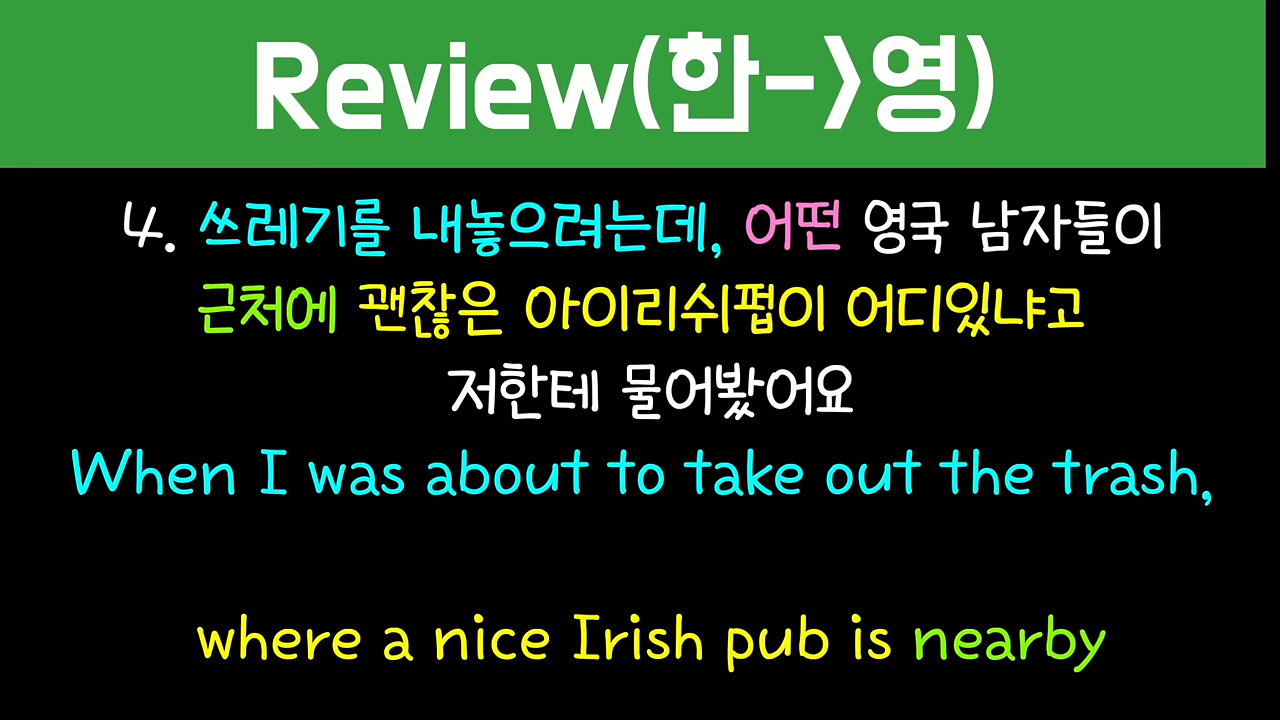 Review(한->영)
4. 쓰레기를 내놓으려는데, 어떤 영국 남자들이
근처에 괜찮은 아이리쉬펍이 어디있냐고
저한테 물어봤어요
When I was about to take out the trash,
where a nice Irish pub is nearby